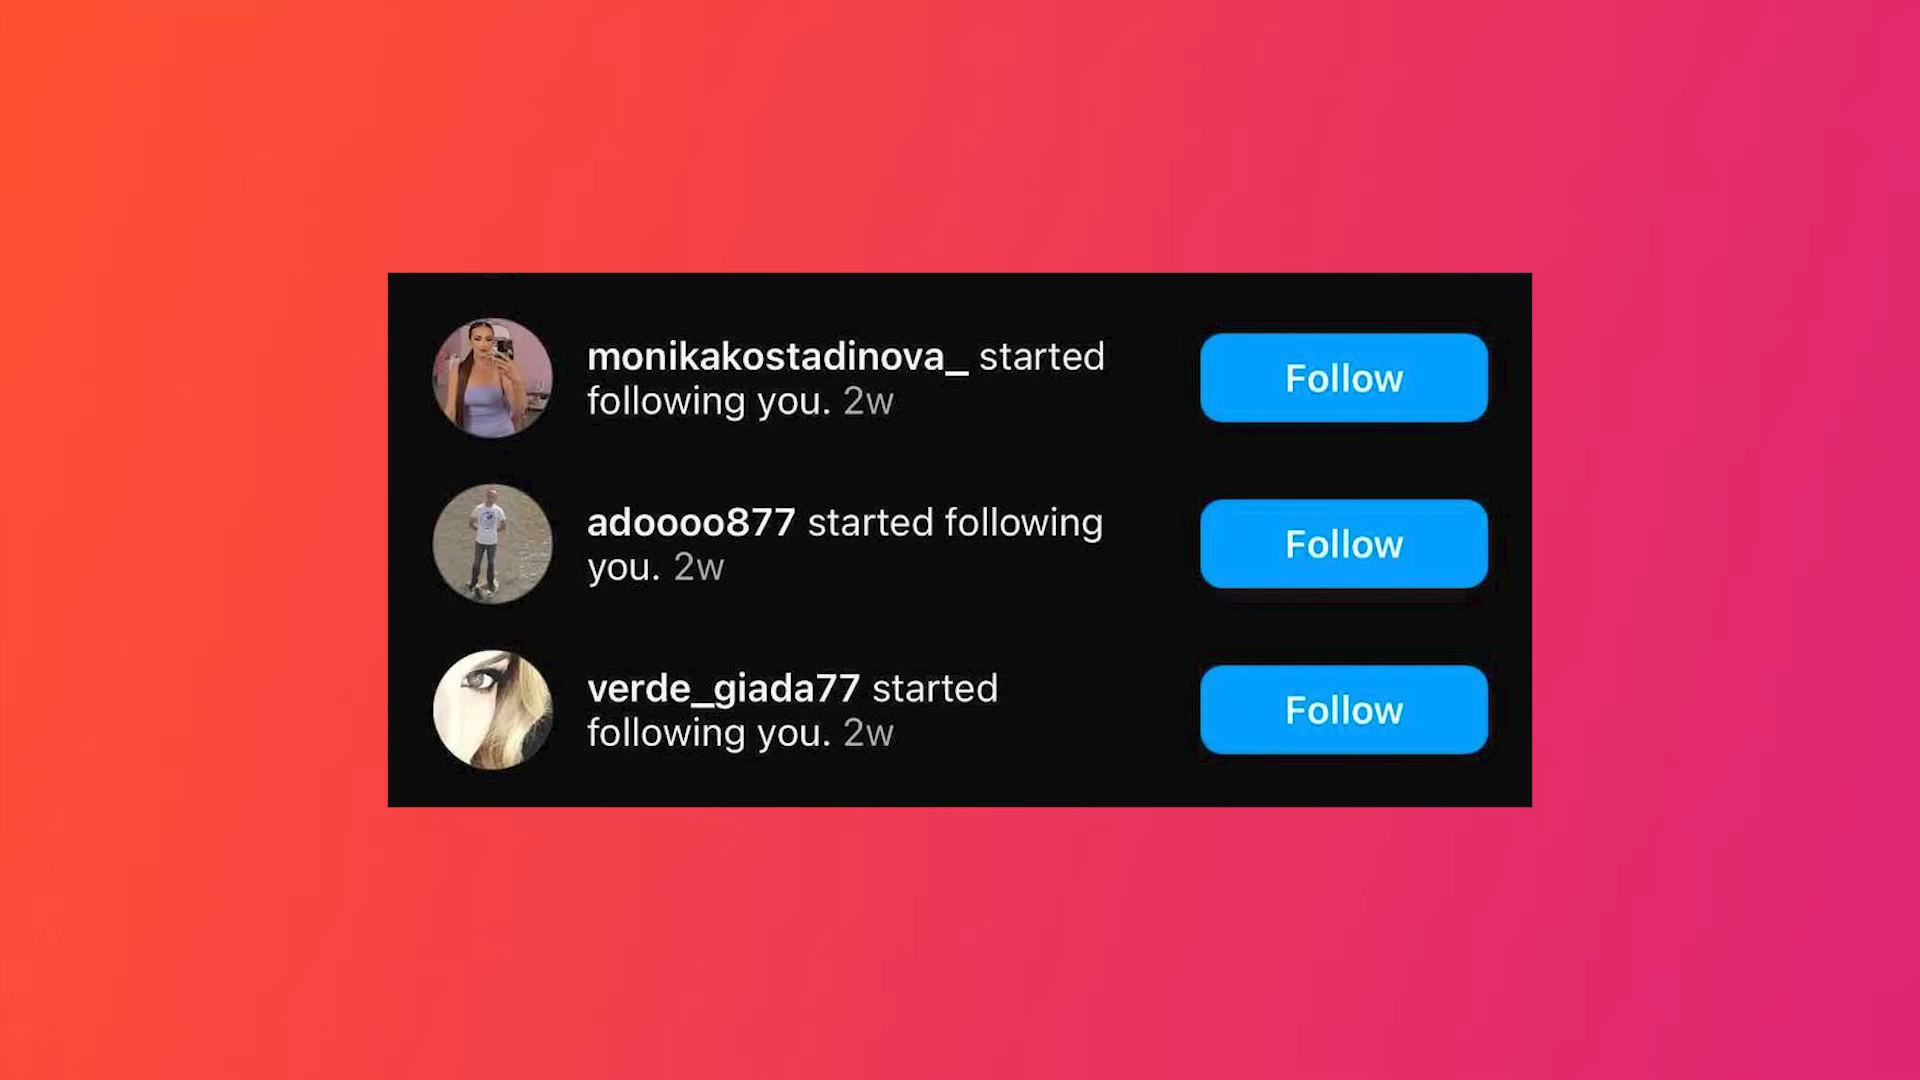 monikakostadinova_ started
following you. 2w
Follow
adoooo877 started following
you. 2w
Follow
verde_giada77 started
following you. 2w
Follow